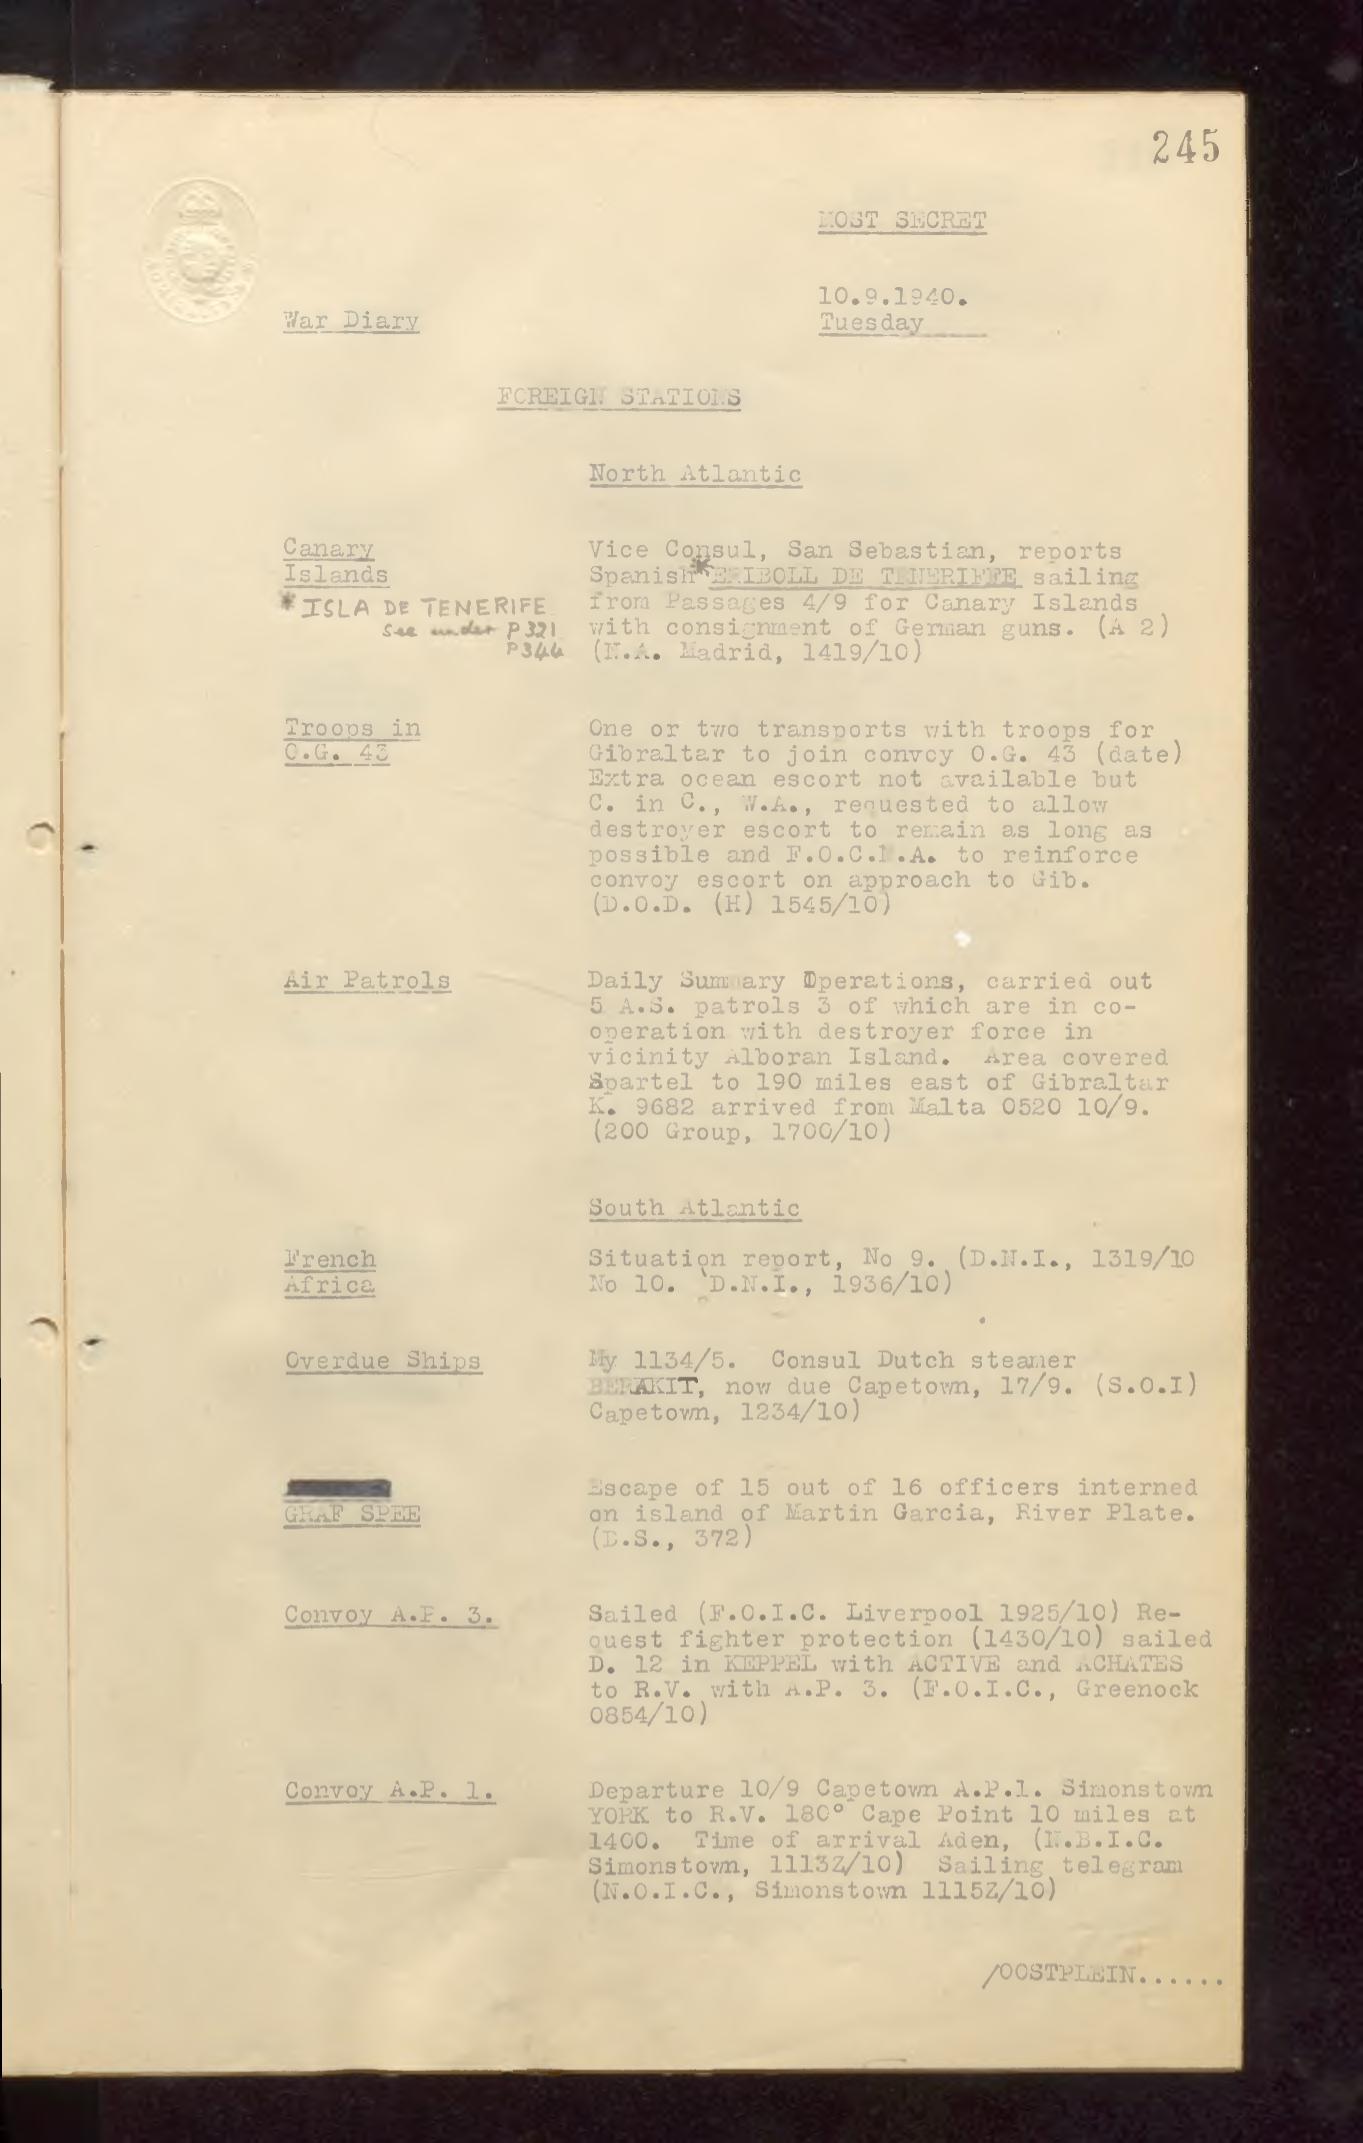 245
MOST SECRET
10.9.1940.
Tuesday
War Diary
FOREIGN STATIONS
North Atlantic
Canary
Islands
* ISLA DE TENERIFE
see under P321
P344
Vice Consul, San Sebastian, reports
Spanish * ERIBOLL DE TENERIFFE sailing
from Passages 4/9 for Canary Islands
with consignment of German guns. (A 2)
(N.A. Madrid, 1419/10)
Troops in
O.G. 43
One or two transports with troops for
Gibraltar to join convoy O.G. 43 (date)
Extra ocean escort not available but
C. in C., W.A., requested to allow
destroyer escort to remain as long as
possible and F.O.C.N.A. to reinforce
convoy escort on approach to Gib.
(D.O.D. (H) 1545/10)
Air Patrols
Daily Summary Operations, carried out
5 A.S. patrols 3 of which are in co-
operation with destroyer force in
vicinity Alboran Island. Area covered
Spartel to 190 miles east of Gibraltar
K. 9682 arrived from Malta 0520 10/9.
(200 Group, 1700/10)
South Atlantic
French
Africa
Situation report, No 9. (D.N.I., 1319/10
No 10. (D.N.I., 1936/10)
Overdue Ships
My 1134/5. Consul Dutch steamer
BERAKIT, now due Capetown, 17/9. (S.O.I)
Capetown, 1234/10)
GRAF SPEE
Escape of 15 out of 16 officers interned
on island of Martin Garcia, River Plate.
(D.S., 372)
Convoy A.P. 3.
Sailed (F.O.I.C. Liverpool 1925/10) Re-
quest fighter protection (1430/10) sailed
D. 12 in KEPPEL with ACTIVE and ACHATES
to R.V. with A.P. 3. (F.O.I.C., Greenock
0854/10)
Convoy A.P. 1.
Departure 10/9 Capetown A.P.1. Simonstown
YORK to R.V. 180° Cape Point 10 miles at
1400. Time of arrival Aden, (N.B.I.C.
Simonstown, 1113Z/10) Sailing telegram
(N.O.I.C., Simonstown 1115Z/10)
/OOSTPLEIN......